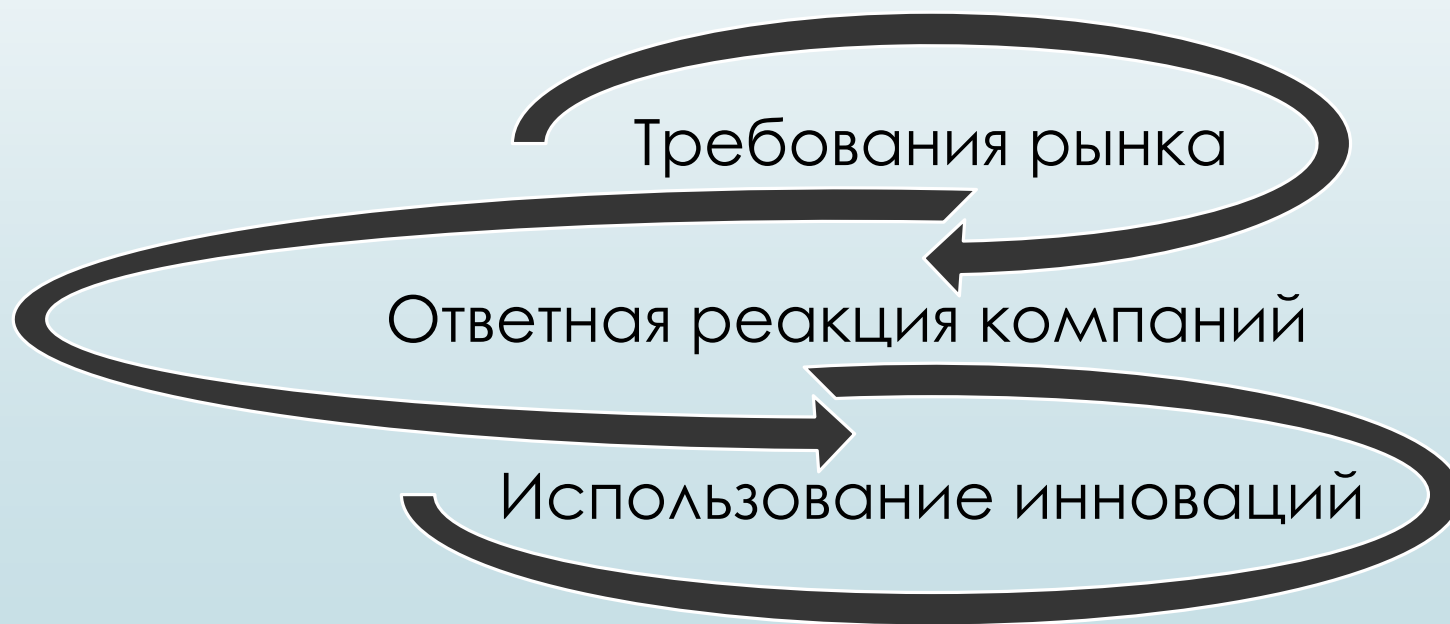 Требования рынка
Ответная реакция компаний
Использование инноваций